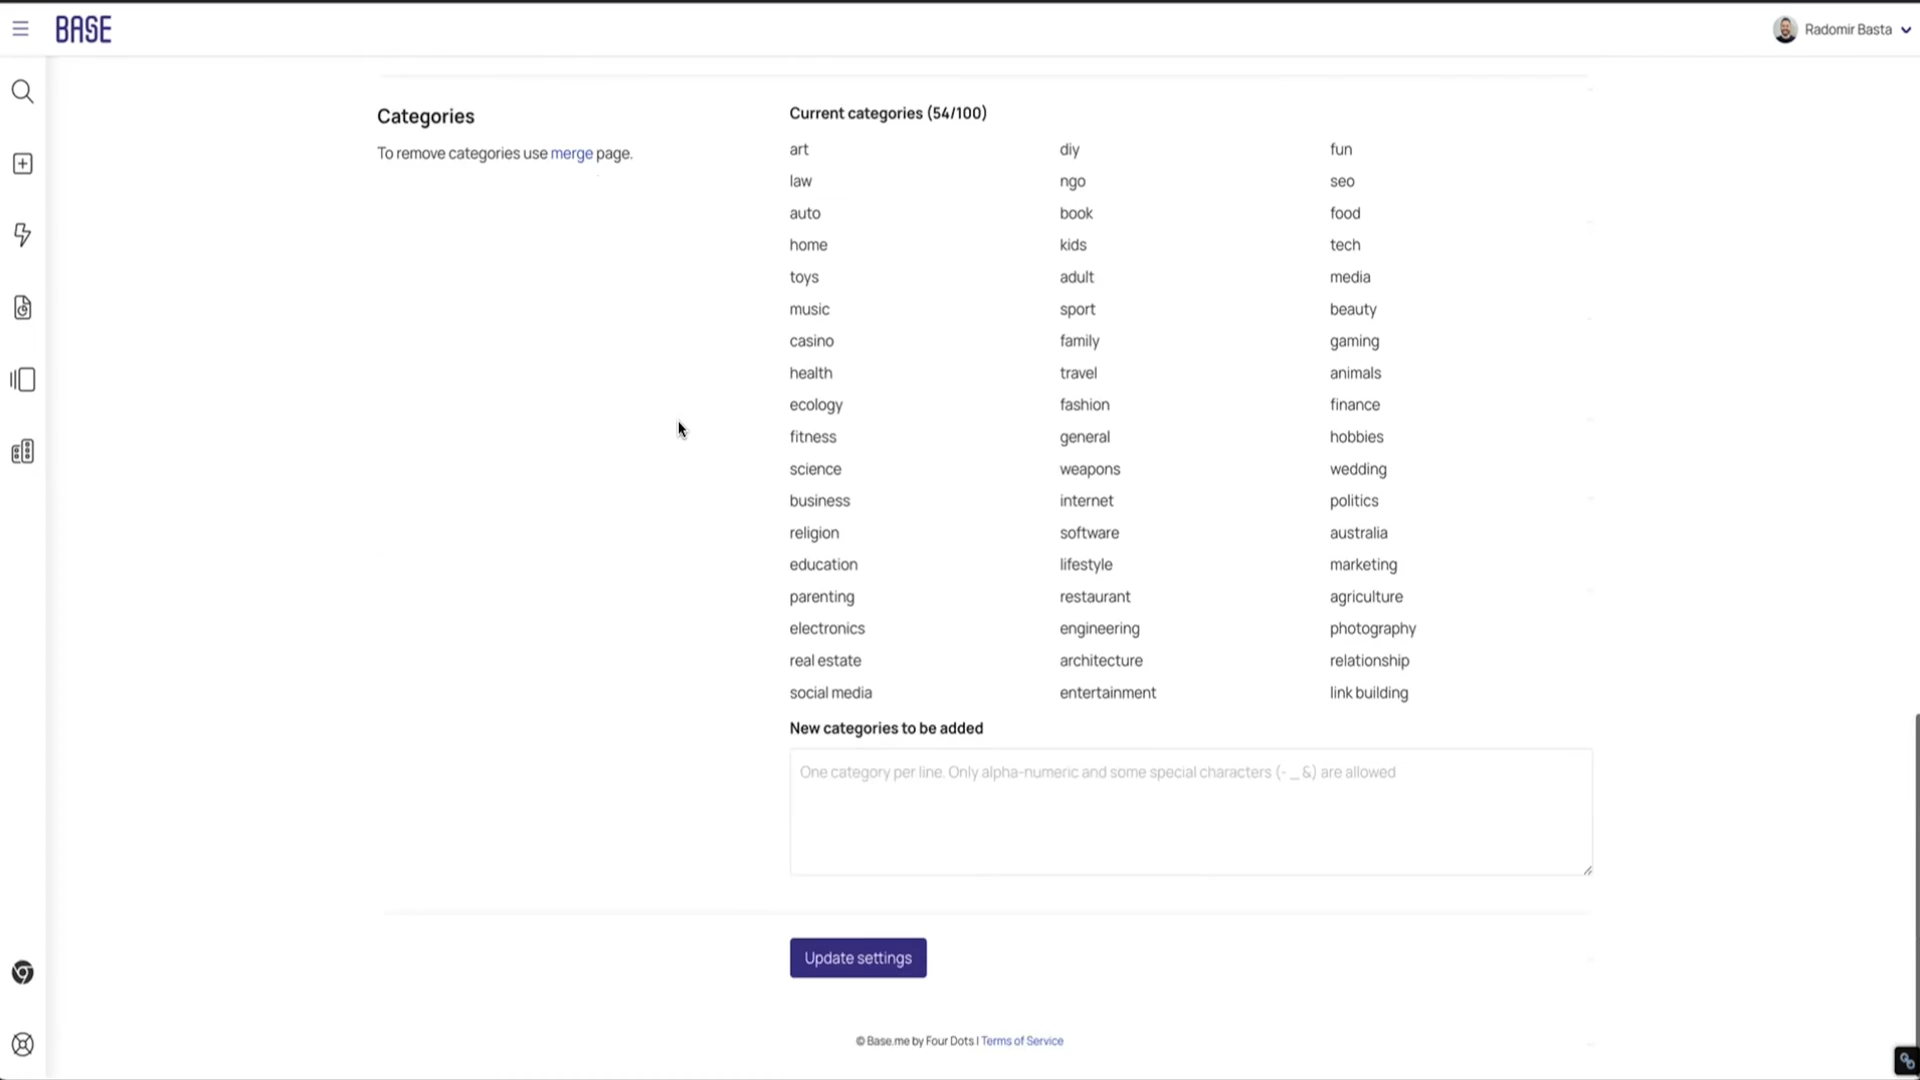 BASE
Radomir Basta
Categories
To remove categories use merge page.
Current categories (54/100)
art diy fun
law ngo seo
auto book food
home kids tech
toys adult media
music sport beauty
casino family gaming
health travel animals
ecology fashion finance
fitness general hobbies
science weapons wedding
business internet politics
religion software australia
education lifestyle marketing
parenting restaurant agriculture
electronics engineering photography
real estate architecture relationship
social media entertainment link building
New categories to be added
One category per line. Only alpha-numeric and some special characters (- _ &) are allowed
Update settings
© Base.me by Four Dots | Terms of Service